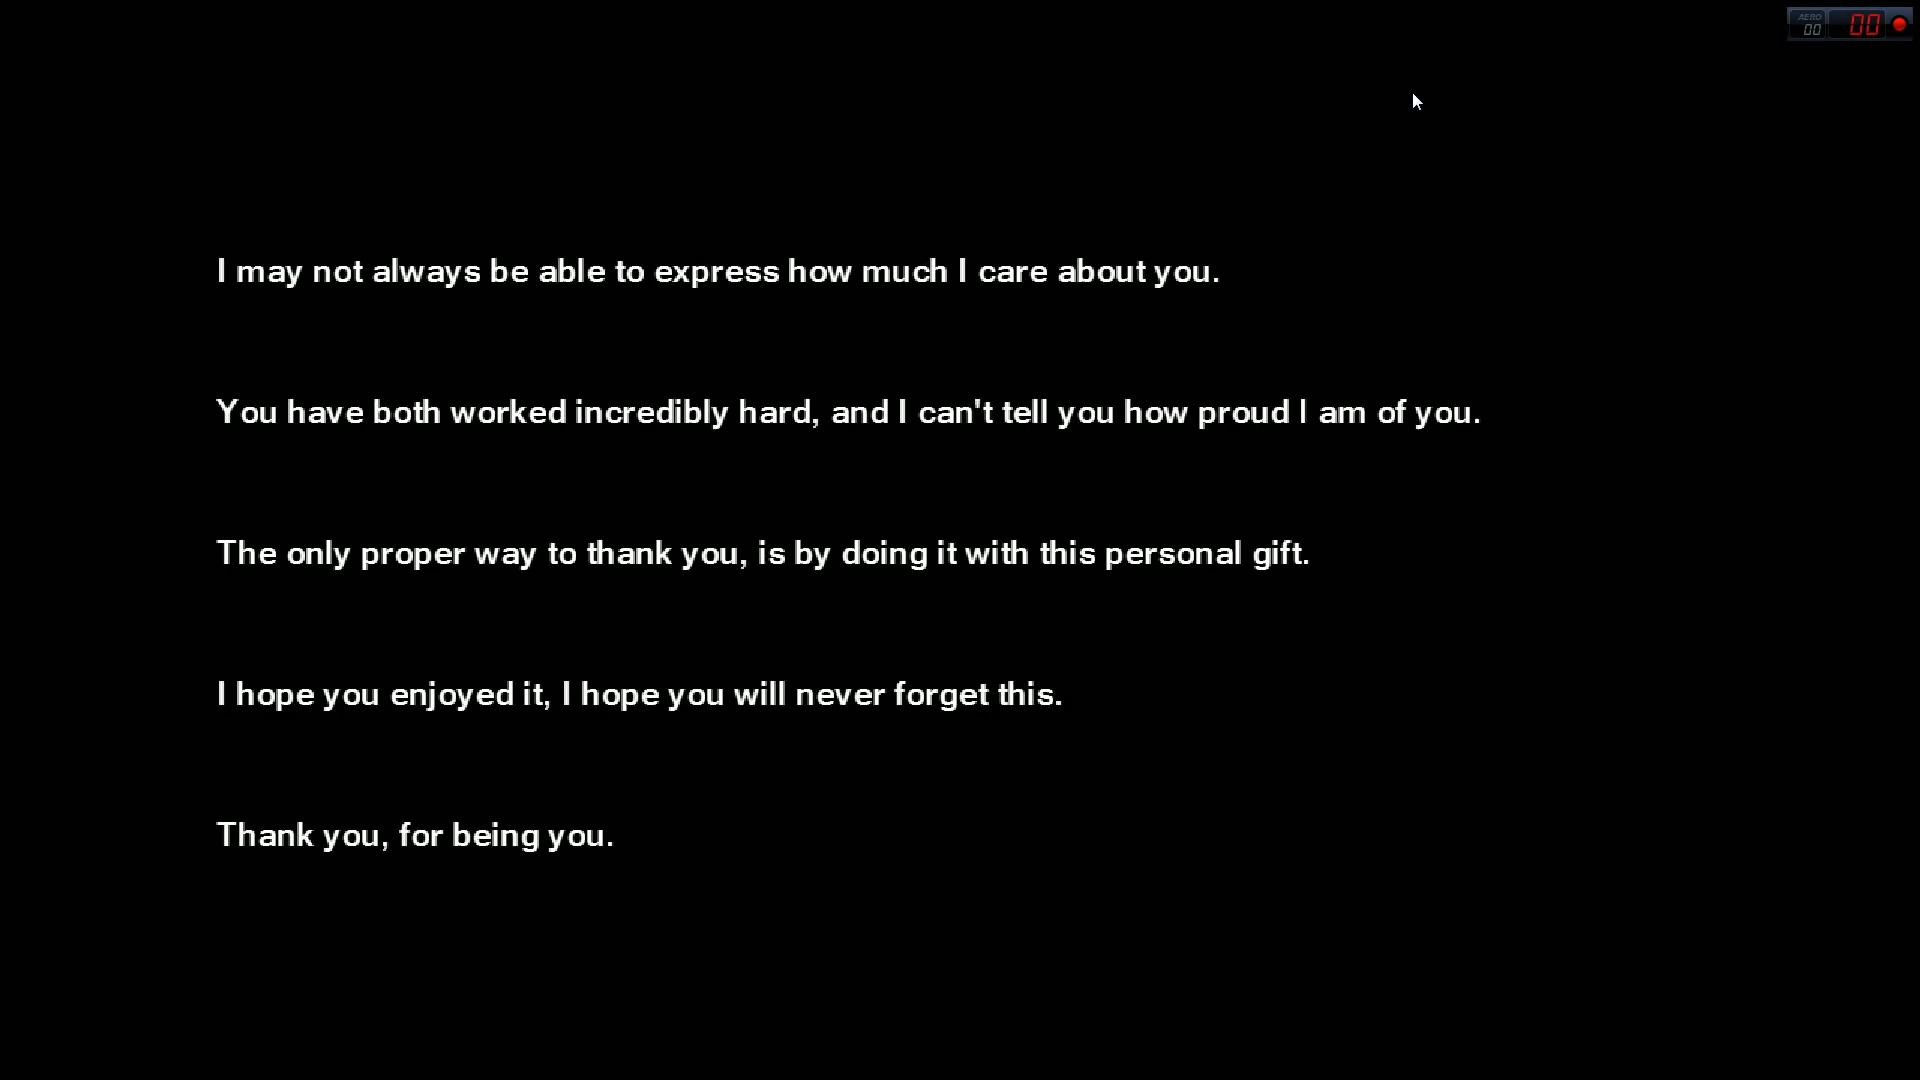 AERO
00
00
I may not always be able to express how much I care about you.
You have both worked incredibly hard, and I can't tell you how proud I am of you.
The only proper way to thank you, is by doing it with this personal gift.
I hope you enjoyed it, I hope you will never forget this.
Thank you, for being you.